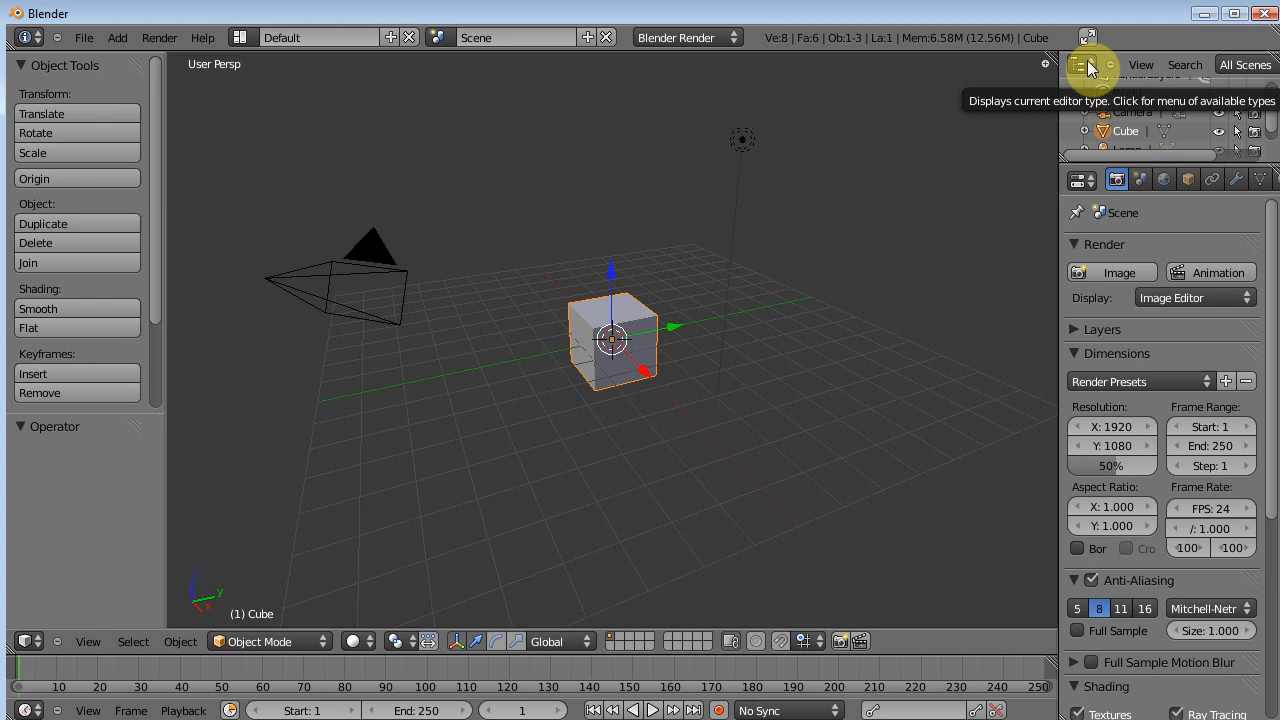 Blender
File Add Render Help Default Scene Blender Render Ve:8 | Fa:6 | Ob:1-3 | La:1 | Mem:6.58M (12.56M) | Cube
Object Tools
Transform:
Translate
Rotate
Scale
Origin
Object:
Duplicate
Delete
Join
Shading:
Smooth
Flat
Keyframes:
Insert
Remove
Operator
User Persp
z
y
x
(1) Cube
View Search All Scenes
Displays current editor type. Click for menu of available types
Camera
Cube
Lamp
Scene
Render
Image Animation
Display: Image Editor
Layers
Dimensions
Render Presets
Resolution: Frame Range:
X: 1920 Start: 1
Y: 1080 End: 250
50% Step: 1
Aspect Ratio: Frame Rate:
X: 1.000 FPS: 24
Y: 1.000 /: 1.000
Bor Cro 100 100
Anti-Aliasing
5 8 11 16 Mitchell-Netr
Full Sample Size: 1.000
Full Sample Motion Blur
Shading
Textures Ray Tracing
View Select Object Object Mode Global
10 20 30 40 50 60 70 80 90 100 110 120 130 140 150 160 170 180 190 200 210 220 230 240 250
View Frame Playback Start: 1 End: 250 1 No Sync